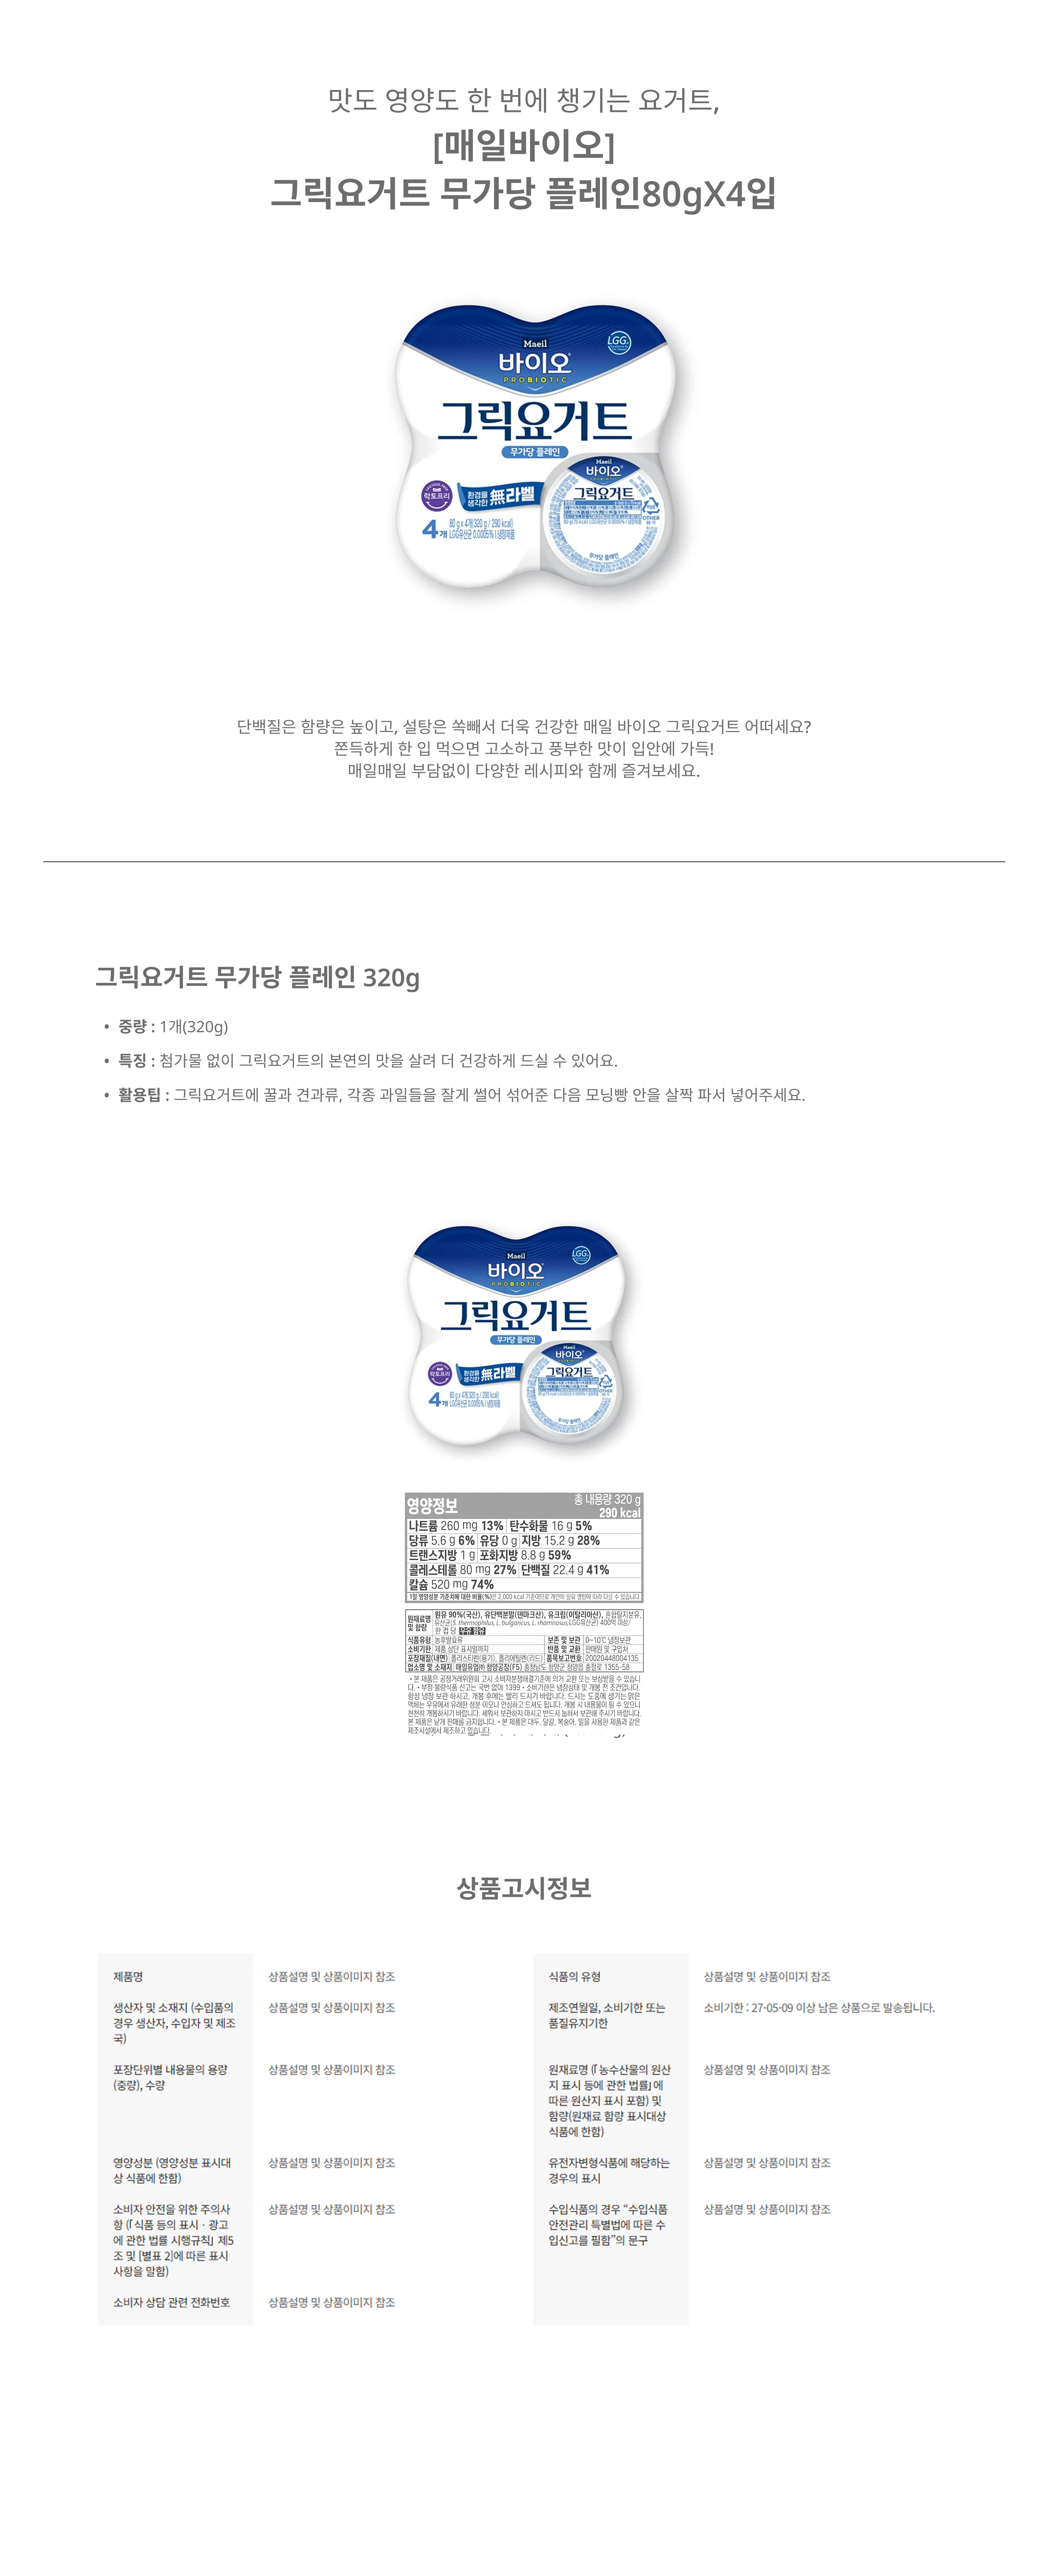 맛도 영양도 한 번에 챙기는 요거트,
[매일바이오]
그릭요거트 무가당 플레인80gX4입
Maeil
바이오
PROBIOTIC
LGG
그릭요거트
무가당 플레인
락토프리
환경을
생각한 無라벨
4개 80 g x 4개(320 g / 290 kcal)
LGG유산균 0.0005% I 냉장제품
Maeil
바이오
그릭요거트
OTHER
무가당 플레인
단백질은 함량은 높이고, 설탕은 쏙빼서 더욱 건강한 매일 바이오 그릭요거트 어떠세요?
쫀득하게 한 입 먹으면 고소하고 풍부한 맛이 입안에 가득!
매일매일 부담없이 다양한 레시피와 함께 즐겨보세요.
그릭요거트 무가당 플레인 320g
• 중량 : 1개(320g)
• 특징 : 첨가물 없이 그릭요거트의 본연의 맛을 살려 더 건강하게 드실 수 있어요.
• 활용팁 : 그릭요거트에 꿀과 견과류, 각종 과일들을 잘게 썰어 섞어준 다음 모닝빵 안을 살짝 파서 넣어주세요.
Maeil
바이오
PROBIOTIC
LGG
그릭요거트
무가당 플레인
락토프리
환경을
생각한 無라벨
4개 80 g x 4개(320 g / 290 kcal)
LGG유산균 0.0005% I 냉장제품
Maeil
바이오
그릭요거트
OTHER
무가당 플레인
영양정보 총 내용량 320 g
290 kcal
나트륨 260 mg 13% 탄수화물 16 g 5%
당류 5.6 g 6% 유당 0 g 지방 15.2 g 28%
트랜스지방 1 g 포화지방 8.8 g 59%
콜레스테롤 80 mg 27% 단백질 22.4 g 41%
칼슘 520 mg 74%
1일 영양성분 기준치에 대한 비율(%)은 2,000 kcal 기준이므로 개인의 필요 열량에 따라 다를 수 있습니다.
원재료명 및 함량 원유 90%(국산), 유단백분말(덴마크산), 유크림(이탈리아산), 혼합탈지분유,
유산균(S. thermophilus, L. bulgaricus, L. rhamnosus,LGG유산균) 400억 이상/
한 컵 당 우유 함유
식품유형 농후발효유 보존 및 보관 0~10℃ 냉장보관
소비기한 제품 상단 표시일까지 반품 및 교환 판매원 및 구입처
포장재질(내면) 폴리스티렌(용기), 폴리에틸렌(리드) 품목보고번호 20020448004135
업소명 및 소재지 매일유업㈜ 청양공장(F5) 충청남도 청양군 청양읍 충절로 1355-58
• 본 제품은 공정거래위원회 고시 소비자분쟁해결기준에 의거 교환 또는 보상받을 수 있습니
다. • 부정·불량식품 신고는 국번 없이 1399 • 소비기한은 냉장상태 및 개봉 전 조건입니다.
항상 냉장 보관 하시고, 개봉 후에는 빨리 드시기 바랍니다. 드시는 도중에 생기는 맑은
액체는 우유에서 유래한 성분 이오니 안심하고 드셔도 됩니다. 개봉 시 내용물이 튈 수 있으니
천천히 개봉하시기 바랍니다. 세워서 보관하지 마시고 반드시 눕혀서 보관해 주시기 바랍니다.
본 제품은 낱개 판매를 금지합니다. • 본 제품은 대두, 달걀, 복숭아, 밀을 사용한 제품과 같은
제조시설에서 제조하고 있습니다.
상품고시정보
제품명 상품설명 및 상품이미지 참조 식품의 유형 상품설명 및 상품이미지 참조
생산자 및 소재지 (수입품의 상품설명 및 상품이미지 참조 제조연월일, 소비기한 또는 소비기한 : 27-05-09 이상 남은 상품으로 발송됩니다.
경우 생산자, 수입자 및 제조 품질유지기한
국)
포장단위별 내용물의 용량 상품설명 및 상품이미지 참조 원재료명 (「농수산물의 원산 상품설명 및 상품이미지 참조
(중량), 수량 지 표시 등에 관한 법률」에
따른 원산지 표시 포함) 및
함량(원재료 함량 표시대상
식품에 한함)
영양성분 (영양성분 표시대 상품설명 및 상품이미지 참조 유전자변형식품에 해당하는 상품설명 및 상품이미지 참조
상 식품에 한함) 경우의 표시
소비자 안전을 위한 주의사 상품설명 및 상품이미지 참조 수입식품의 경우 “수입식품 상품설명 및 상품이미지 참조
항 (「식품 등의 표시 · 광고 안전관리 특별법에 따른 수
에 관한 법률 시행규칙」 제5 입신고를 필함”의 문구
조 및 [별표 2]에 따른 표시
사항을 말함)
소비자 상담 관련 전화번호 상품설명 및 상품이미지 참조